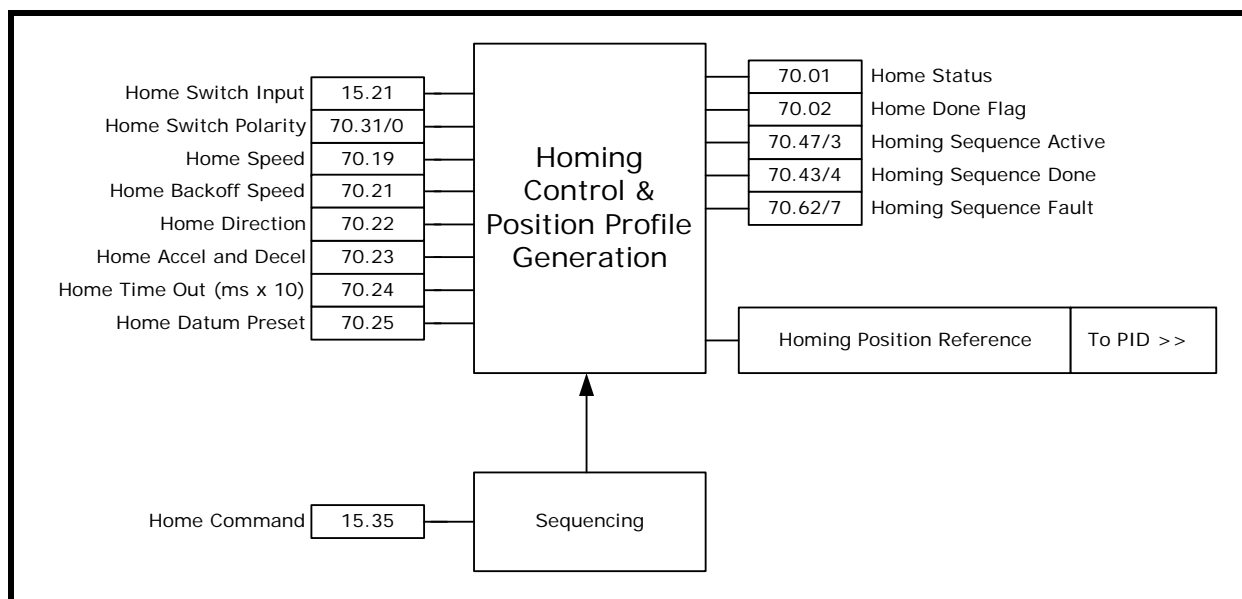 Home Switch Input 15.21
Home Switch Polarity 70.31/0
Home Speed 70.19
Home Backoff Speed 70.21
Home Direction 70.22
Home Accel and Decel 70.23
Home Time Out (ms x 10) 70.24
Home Datum Preset 70.25
Homing
Control &
Position Profile
Generation
70.01 Home Status
70.02 Home Done Flag
70.47/3 Homing Sequence Active
70.43/4 Homing Sequence Done
70.62/7 Homing Sequence Fault
Homing Position Reference To PID >>
Home Command 15.35
Sequencing